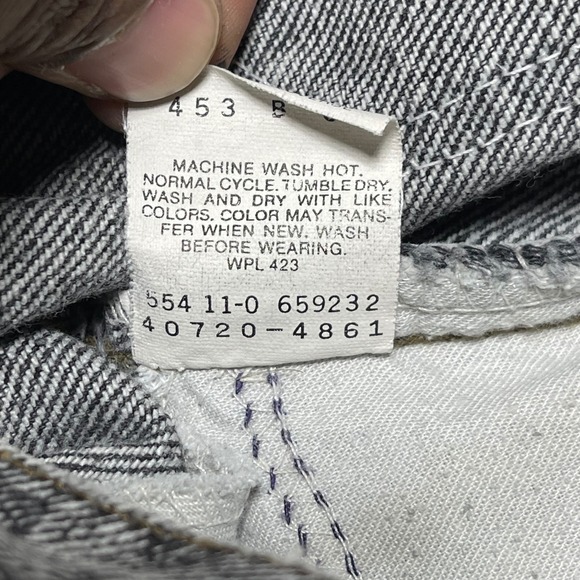 453 B
MACHINE WASH HOT.
NORMAL CYCLE. TUMBLE DRY.
WASH AND DRY WITH LIKE
COLORS. COLOR MAY TRANS-
FER WHEN NEW. WASH
BEFORE WEARING.
WPL 423
554 11-0 659232
40720-4861